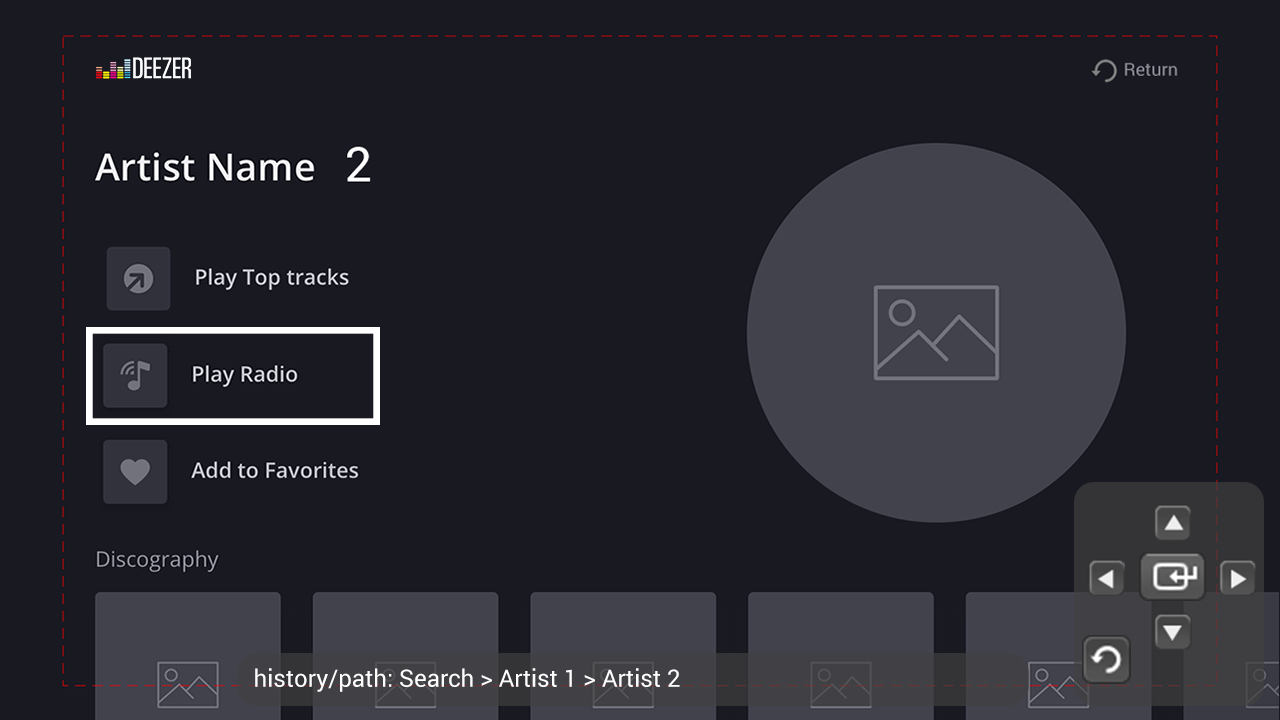 DEEZER
Return
Artist Name 2
Play Top tracks
Play Radio
Add to Favorites
Discography
history/path: Search > Artist 1 > Artist 2